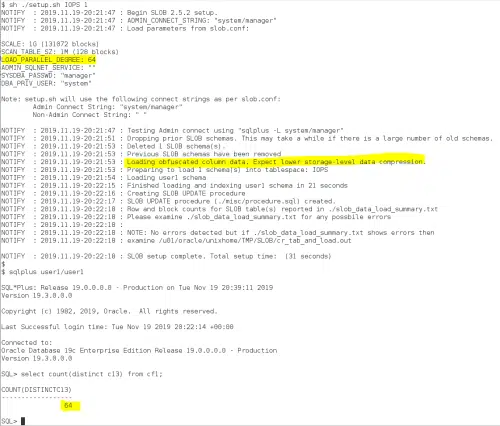 $ sh ./setup.sh IOPS 1
NOTIFY : 2019.11.19-20:21:47 : Begin SLOB 2.5.2 setup.
NOTIFY : 2019.11.19-20:21:47 : ADMIN_CONNECT_STRING: "system/manager"
NOTIFY : 2019.11.19-20:21:47 : Load parameters from slob.conf:
SCALE: 1G (131072 blocks)
SCAN_TABLE_SZ: 1M (128 blocks)
LOAD_PARALLEL_DEGREE: 64
ADMIN_SQLNET_SERVICE: ""
SYSDBA_PASSWD: "manager"
DBA_PRIV_USER: "system"
Note: setup.sh will use the following connect strings as per slob.conf:
Admin Connect String: "system/manager"
Non-Admin Connect String: " "
NOTIFY : 2019.11.19-20:21:47 : Testing Admin connect using "sqlplus -L system/manager"
NOTIFY : 2019.11.19-20:21:51 : Dropping prior SLOB schemas. This may take a while if there is a large number of old schemas.
NOTIFY : 2019.11.19-20:21:53 : Deleted 1 SLOB schema(s).
NOTIFY : 2019.11.19-20:21:53 : Previous SLOB schemas have been removed
NOTIFY : 2019.11.19-20:21:53 : Loading obfuscated column data. Expect lower storage-level data compression.
NOTIFY : 2019.11.19-20:21:53 : Preparing to load 1 schema(s) into tablespace: IOPS
NOTIFY : 2019.11.19-20:21:54 : Loading user1 schema
NOTIFY : 2019.11.19-20:22:15 : Finished loading and indexing user1 schema in 21 seconds
NOTIFY : 2019.11.19-20:22:16 : Creating SLOB UPDATE procedure
NOTIFY : 2019.11.19-20:22:17 : SLOB UPDATE procedure (./misc/procedure.sql) created.
NOTIFY : 2019.11.19-20:22:18 : Row and block counts for SLOB table(s) reported in ./slob_data_load_summary.txt
NOTIFY : 2019.11.19-20:22:18 : Please examine ./slob_data_load_summary.txt for any possbile errors
NOTIFY : 2019.11.19-20:22:18 :
NOTIFY : 2019.11.19-20:22:18 : NOTE: No errors detected but if ./slob_data_load_summary.txt shows errors then
NOTIFY : 2019.11.19-20:22:18 : examine /u01/oracle/unixhome/TMP/SLOB/cr_tab_and_load.out
NOTIFY : 2019.11.19-20:22:18 : SLOB setup complete. Total setup time: (31 seconds)
$
$ sqlplus user1/user1
SQL*Plus: Release 19.0.0.0.0 - Production on Tue Nov 19 20:39:11 2019
Version 19.3.0.0.0
Copyright (c) 1982, 2019, Oracle. All rights reserved.
Last Successful login time: Tue Nov 19 2019 20:22:14 +00:00
Connected to:
Oracle Database 19c Enterprise Edition Release 19.0.0.0.0 - Production
Version 19.3.0.0.0
SQL> select count(distinct c13) from cf1;
COUNT(DISTINCTC13)
------------------
64
SQL>